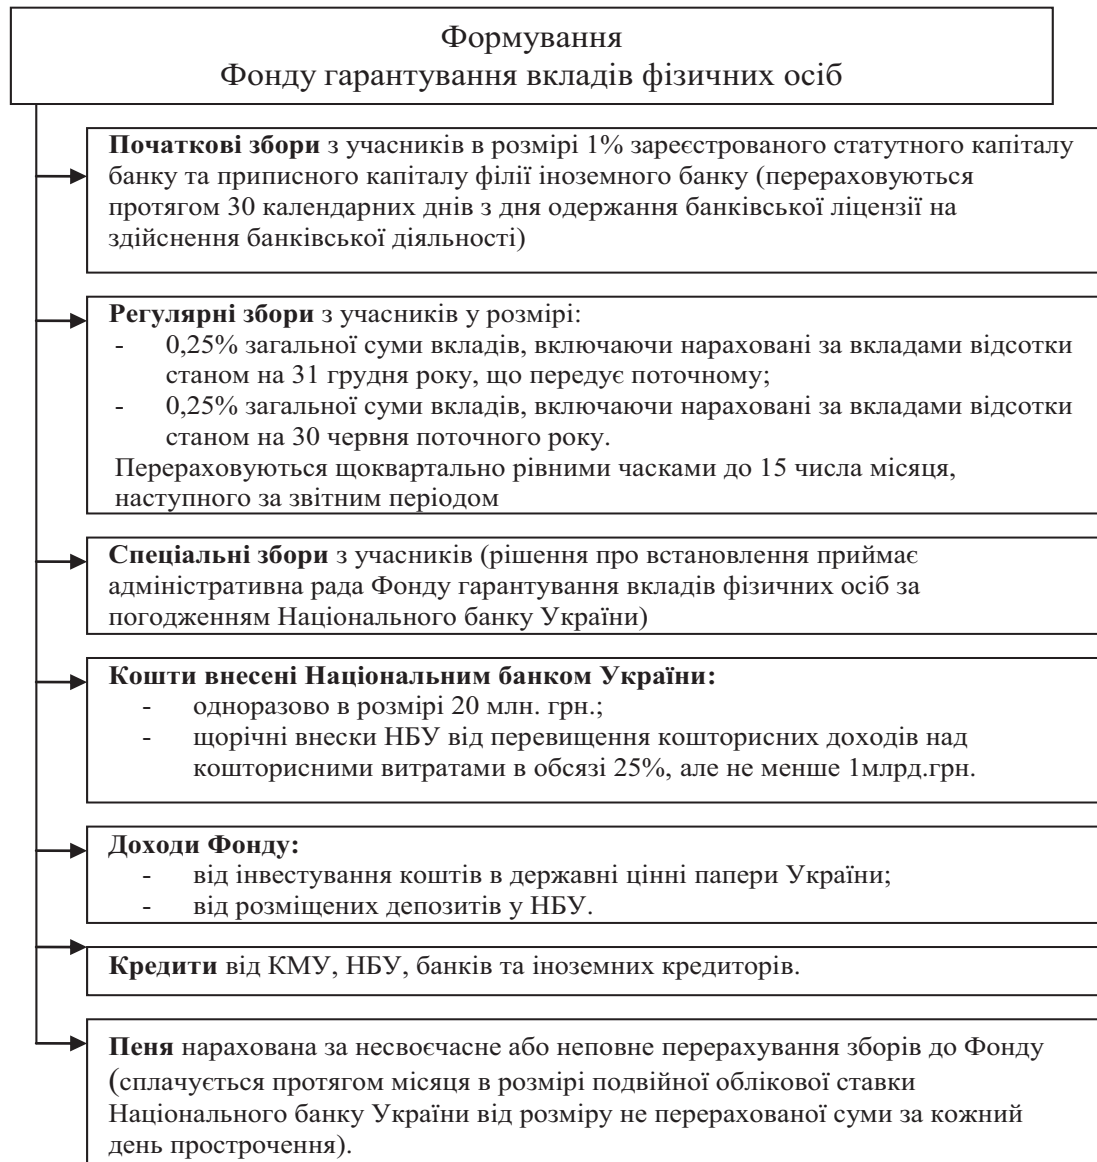 Формування
Фонду гарантування вкладів фізичних осіб
Початкові збори з учасників в розмірі 1% зареєстрованого статутного капіталу
банку та приписного капіталу філії іноземного банку (перераховуються
протягом 30 календарних днів з дня одержання банківської ліцензії на
здійснення банківської діяльності)
Регулярні збори з учасників у розмірі:
- 0,25% загальної суми вкладів, включаючи нараховані за вкладами відсотки
станом на 31 грудня року, що передує поточному;
- 0,25% загальної суми вкладів, включаючи нараховані за вкладами відсотки
станом на 30 червня поточного року.
Перераховуються щоквартально рівними часками до 15 числа місяця,
наступного за звітним періодом
Спеціальні збори з учасників (рішення про встановлення приймає
адміністративна рада Фонду гарантування вкладів фізичних осіб за
погодженням Національного банку України)
Кошти внесені Національним банком України:
- одноразово в розмірі 20 млн. грн.;
- щорічні внески НБУ від перевищення кошторисних доходів над
кошторисними витратами в обсязі 25%, але не менше 1млрд.грн.
Доходи Фонду:
- від інвестування коштів в державні цінні папери України;
- від розміщених депозитів у НБУ.
Кредити від КМУ, НБУ, банків та іноземних кредиторів.
Пеня нарахована за несвоєчасне або неповне перерахування зборів до Фонду
(сплачується протягом місяця в розмірі подвійної облікової ставки
Національного банку України від розміру не перерахованої суми за кожний
день прострочення).